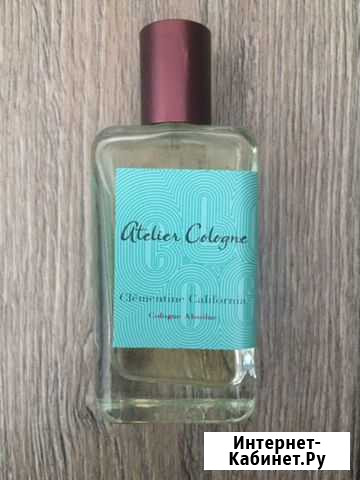 Atelier Cologne
Clémentine California
Cologne Absolue
Интернет-
Кабинет.Ру